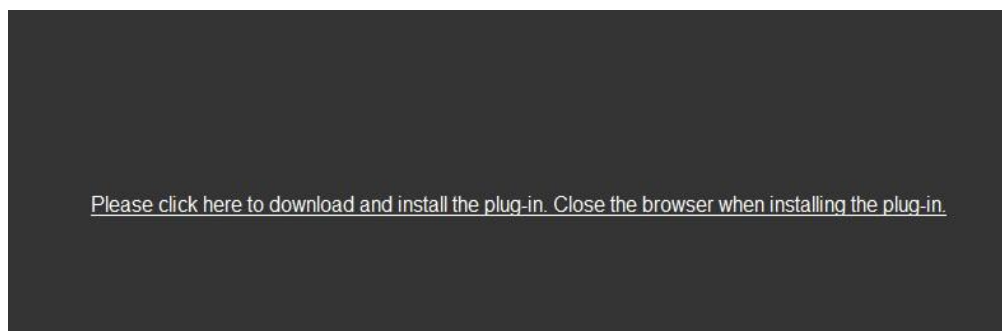 Please click here to download and install the plug-in. Close the browser when installing the plug-in.